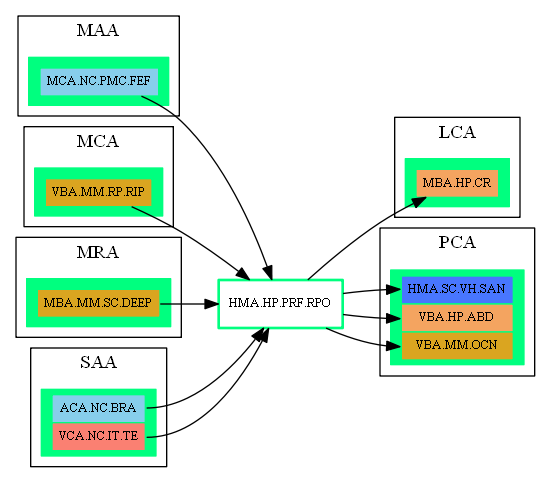 MAA
MCA.NC.PMC.FEF
MCA
VBA.MM.RP.RIP
MRA
MBA.MM.SC.DEEP
SAA
ACA.NC.BRA
VCA.NC.IT.TE
HMA.HP.PRF.RPO
LCA
MBA.HP.CR
PCA
HMA.SC.VH.SAN
VBA.HP.ABD
VBA.MM.OCN